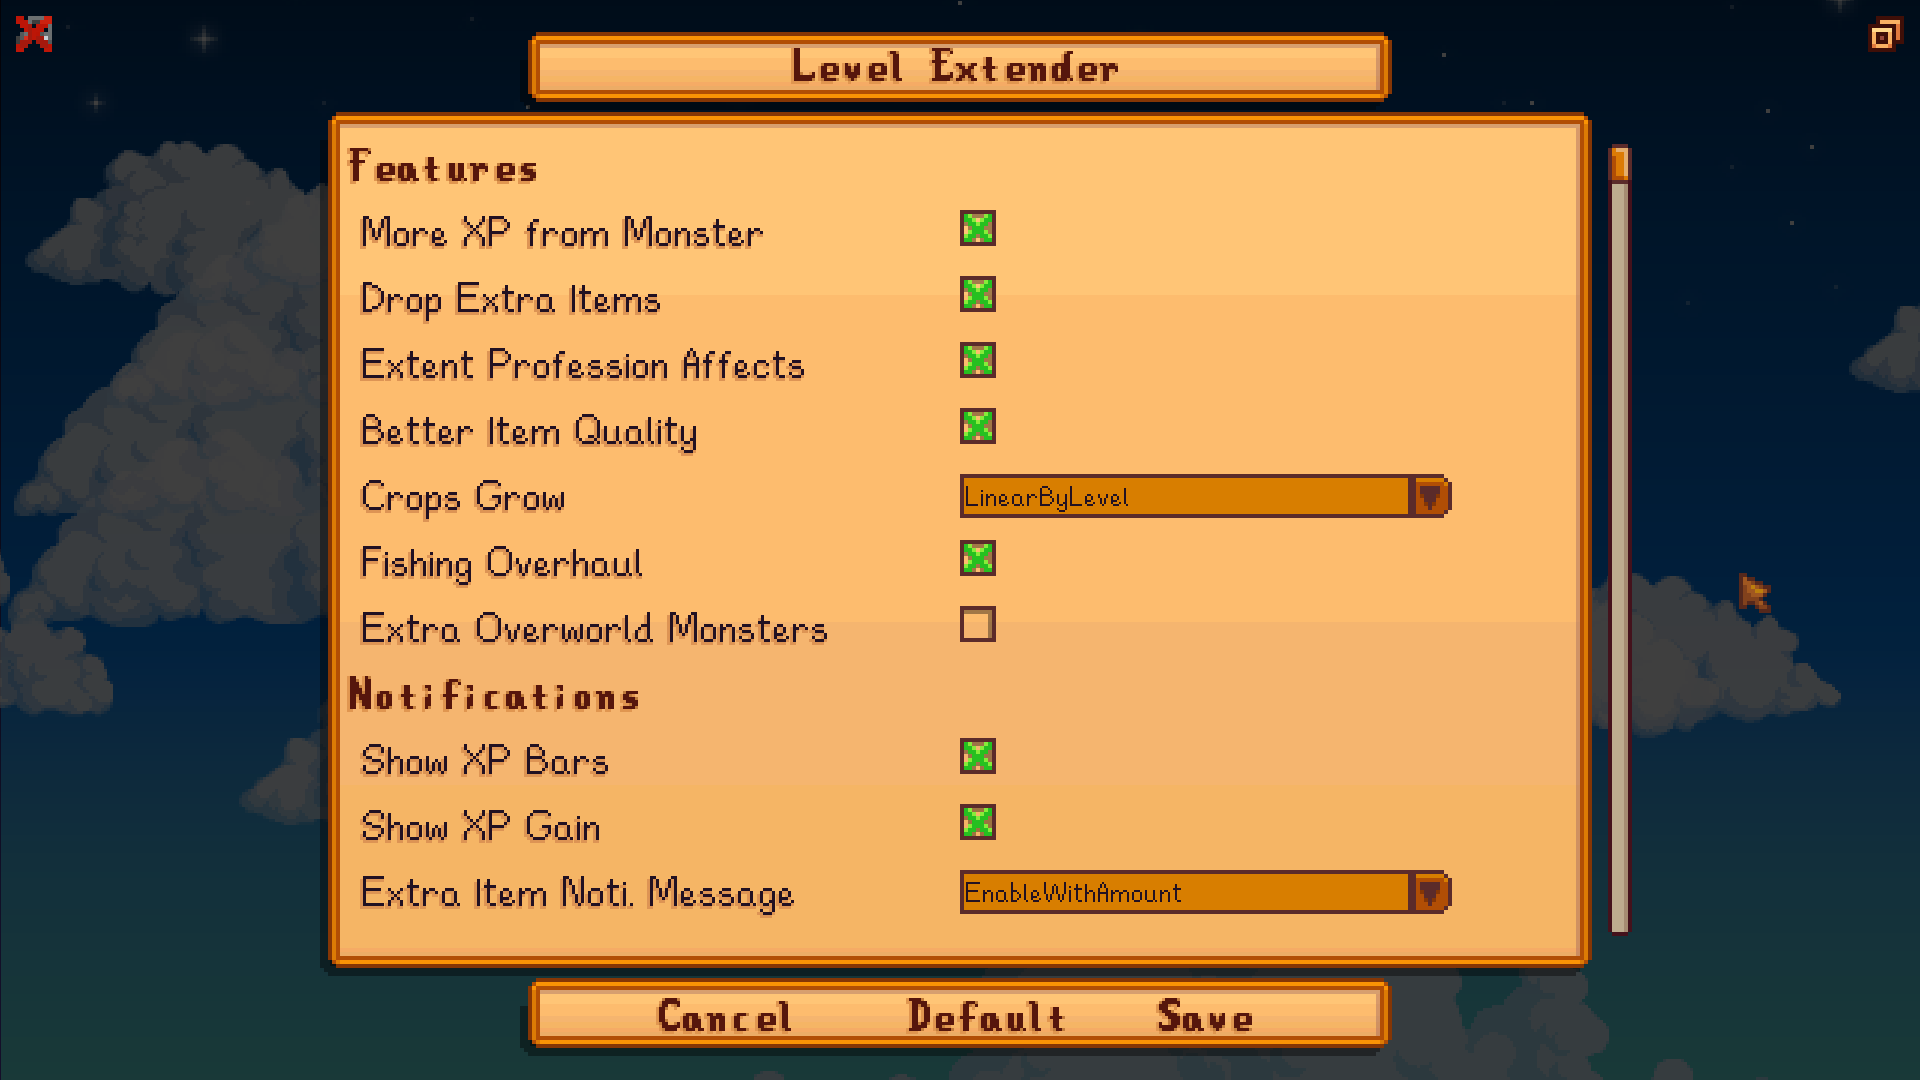 Level Extender
Features
More XP from Monster
Drop Extra Items
Extent Profession Affects
Better Item Quality
Crops Grow LinearByLevel
Fishing Overhaul
Extra Overworld Monsters
Notifications
Show XP Bars
Show XP Gain
Extra Item Noti. Message EnableWithAmount
Cancel Default Save